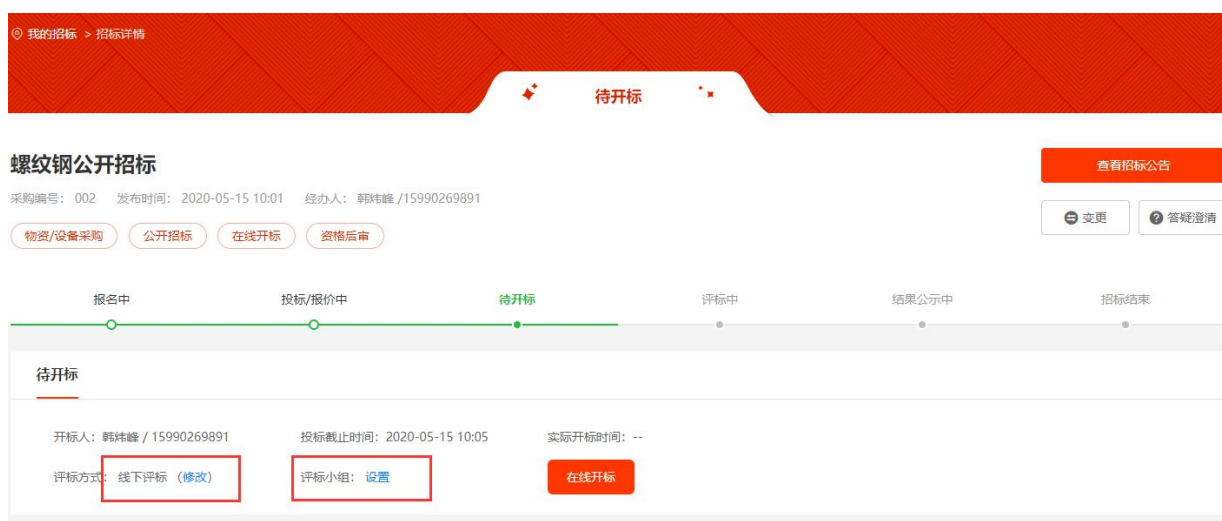 我的招标 > 招标详情
待开标
螺纹钢公开招标
查看招标公告
采购编号： 002 发布时间： 2020-05-15 10:01 经办人： 韩炜峰 /15990269891
变更 答疑澄清
物资/设备采购 公开招标 在线开标 资格后审
报名中 投标/报价中 待开标 评标中 结果公示中 招标结束
待开标
开标人：韩炜峰 / 15990269891 投标截止时间：2020-05-15 10:05 实际开标时间：--
评标方式：线下评标 （修改） 评标小组： 设置 在线开标